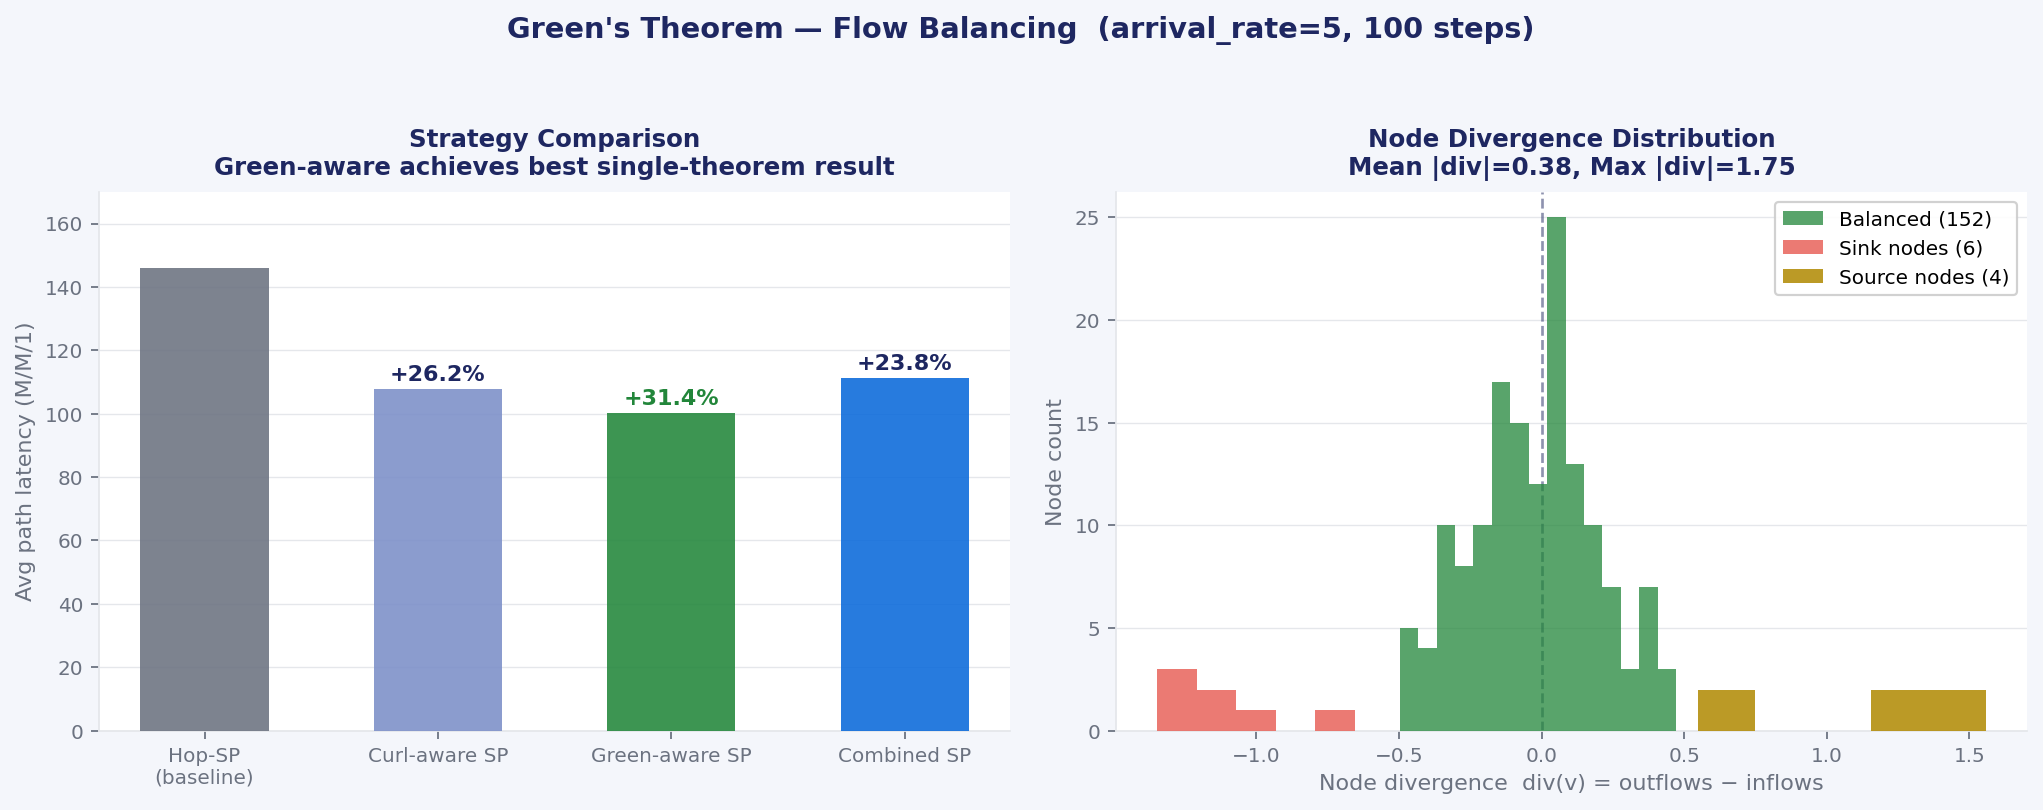 Green's Theorem — Flow Balancing  (arrival_rate=5, 100 steps)
Strategy Comparison
Green-aware achieves best single-theorem result
Avg path latency (M/M/1)
160
140
120
100
80
60
40
20
0
+26.2%
+31.4%
+23.8%
Hop-SP
(baseline)
Curl-aware SP
Green-aware SP
Combined SP
Node Divergence Distribution
Mean |div|=0.38, Max |div|=1.75
Node count
25
20
15
10
5
0
Balanced (152)
Sink nodes (6)
Source nodes (4)
−1.0
−0.5
0.0
0.5
1.0
1.5
Node divergence  div(v) = outflows − inflows